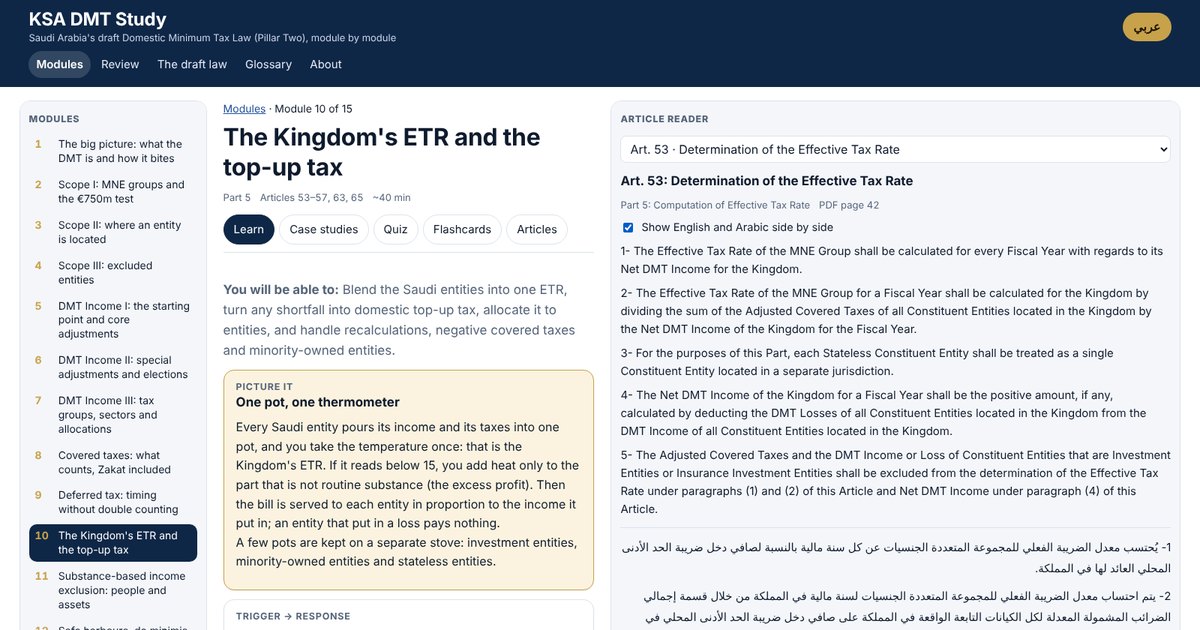 KSA DMT Study
Saudi Arabia's draft Domestic Minimum Tax Law (Pillar Two), module by module
عربي
Modules
Review
The draft law
Glossary
About
MODULES
1 The big picture: what the
DMT is and how it bites
2 Scope I: MNE groups and
the €750m test
3 Scope II: where an entity
is located
4 Scope III: excluded
entities
5 DMT Income I: the starting
point and core
adjustments
6 DMT Income II: special
adjustments and elections
7 DMT Income III: tax
groups, sectors and
allocations
8 Covered taxes: what
counts, Zakat included
9 Deferred tax: timing
without double counting
10 The Kingdom's ETR and
the top-up tax
11 Substance-based income
exclusion: people and
assets
Modules · Module 10 of 15
The Kingdom's ETR and the
top-up tax
Part 5 Articles 53–57, 63, 65 ~40 min
Learn
Case studies
Quiz
Flashcards
Articles
You will be able to: Blend the Saudi entities into one ETR,
turn any shortfall into domestic top-up tax, allocate it to
entities, and handle recalculations, negative covered taxes
and minority-owned entities.
PICTURE IT
One pot, one thermometer
Every Saudi entity pours its income and its taxes into one
pot, and you take the temperature once: that is the
Kingdom's ETR. If it reads below 15, you add heat only to the
part that is not routine substance (the excess profit). Then
the bill is served to each entity in proportion to the income it
put in; an entity that put in a loss pays nothing.
A few pots are kept on a separate stove: investment entities,
minority-owned entities and stateless entities.
TRIGGER → RESPONSE
ARTICLE READER
Art. 53 · Determination of the Effective Tax Rate
Art. 53: Determination of the Effective Tax Rate
Part 5: Computation of Effective Tax Rate PDF page 42
Show English and Arabic side by side
1- The Effective Tax Rate of the MNE Group shall be calculated for every Fiscal Year with regards to its
Net DMT Income for the Kingdom.
2- The Effective Tax Rate of the MNE Group for a Fiscal Year shall be calculated for the Kingdom by
dividing the sum of the Adjusted Covered Taxes of all Constituent Entities located in the Kingdom by
the Net DMT Income of the Kingdom for the Fiscal Year.
3- For the purposes of this Part, each Stateless Constituent Entity shall be treated as a single
Constituent Entity located in a separate jurisdiction.
4- The Net DMT Income of the Kingdom for a Fiscal Year shall be the positive amount, if any,
calculated by deducting the DMT Losses of all Constituent Entities located in the Kingdom from the
DMT Income of all Constituent Entities located in the Kingdom.
5- The Adjusted Covered Taxes and the DMT Income or Loss of Constituent Entities that are Investment
Entities or Insurance Investment Entities shall be excluded from the determination of the Effective Tax
Rate under paragraphs (1) and (2) of this Article and Net DMT Income under paragraph (4) of this
Article.
1- يُحتسب معدل الضريبة الفعلي للمجموعة المتعددة الجنسيات عن كل سنة مالية بالنسبة لصافي دخل ضريبة الحد الأدنى
المحلي العائد لها في المملكة.
2- يتم احتساب معدل الضريبة الفعلي للمجموعة المتعددة الجنسيات لسنة مالية في المملكة من خلال قسمة إجمالي
الضرائب المشمولة المعدلة لكل الكيانات التابعة الواقعة في المملكة على صافي دخل ضريبة الحد الأدنى المحلي في